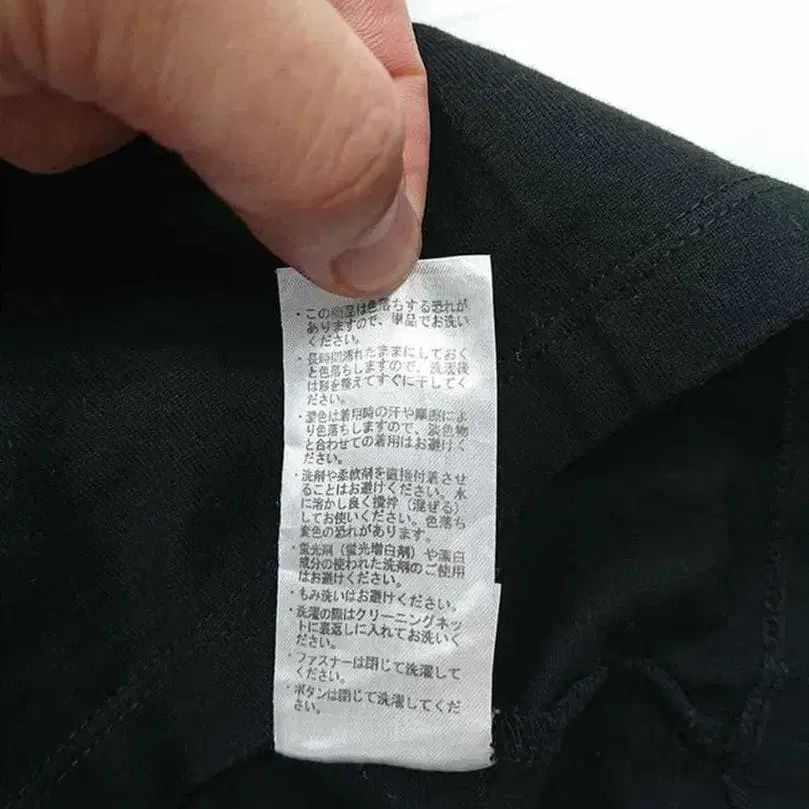 ・この商品は色落ちする恐れが
ありますので、単品でお洗い
ください。
・長時間濡れたままにしておく
と色落ちしますので、洗濯後
は形を整えてすぐに干してく
ださい。
・濃色は着用時の汗や摩擦によ
り色落ちしますので、淡色物
と合わせての着用はお避けく
ださい。
・洗剤や柔軟剤を直接付着させ
ることはお避けください。水
に溶かし良く撹拌（混ぜる）
してお使いください。色落ち
変色の恐れがあります。
・蛍光剤（蛍光増白剤）や漂白
成分の使われた洗剤のご使用
はお避けください。
・もみ洗いはお避けください。
・洗濯の際はクリーニングネッ
トに裏返しに入れてお洗いく
ださい。
・ファスナーは閉じて洗濯して
ください。
・ボタンは閉じて洗濯してくだ
さい。